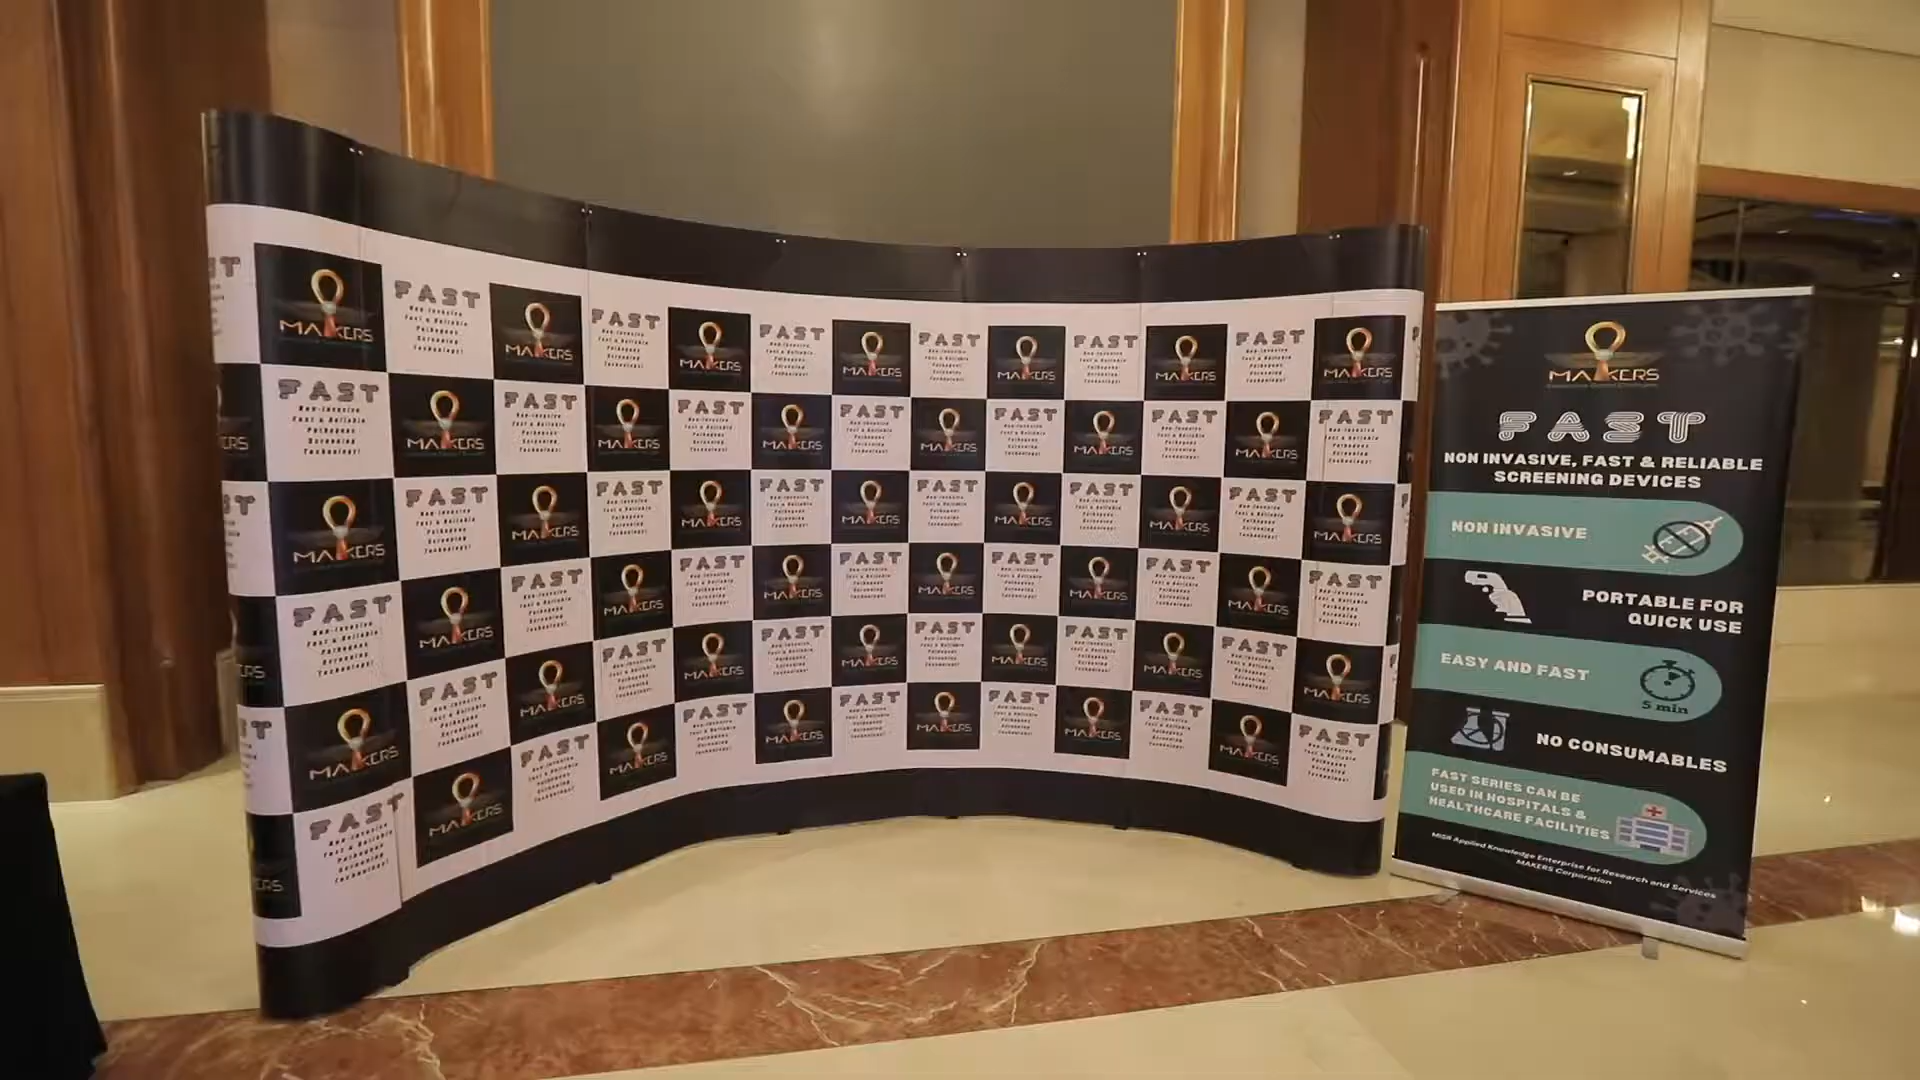 MAKERS
FAST
Non-Invasive
Fast & Reliable
Pathogens
Screening
Technology!
MAKERS
FAST
NON INVASIVE, FAST & RELIABLE
SCREENING DEVICES
NON INVASIVE
PORTABLE FOR
QUICK USE
EASY AND FAST
5 min
NO CONSUMABLES
FAST SERIES CAN BE
USED IN HOSPITALS &
HEALTHCARE FACILITIES
MISR Applied Knowledge Enterprise for Research and Services
MAKERS Corporation